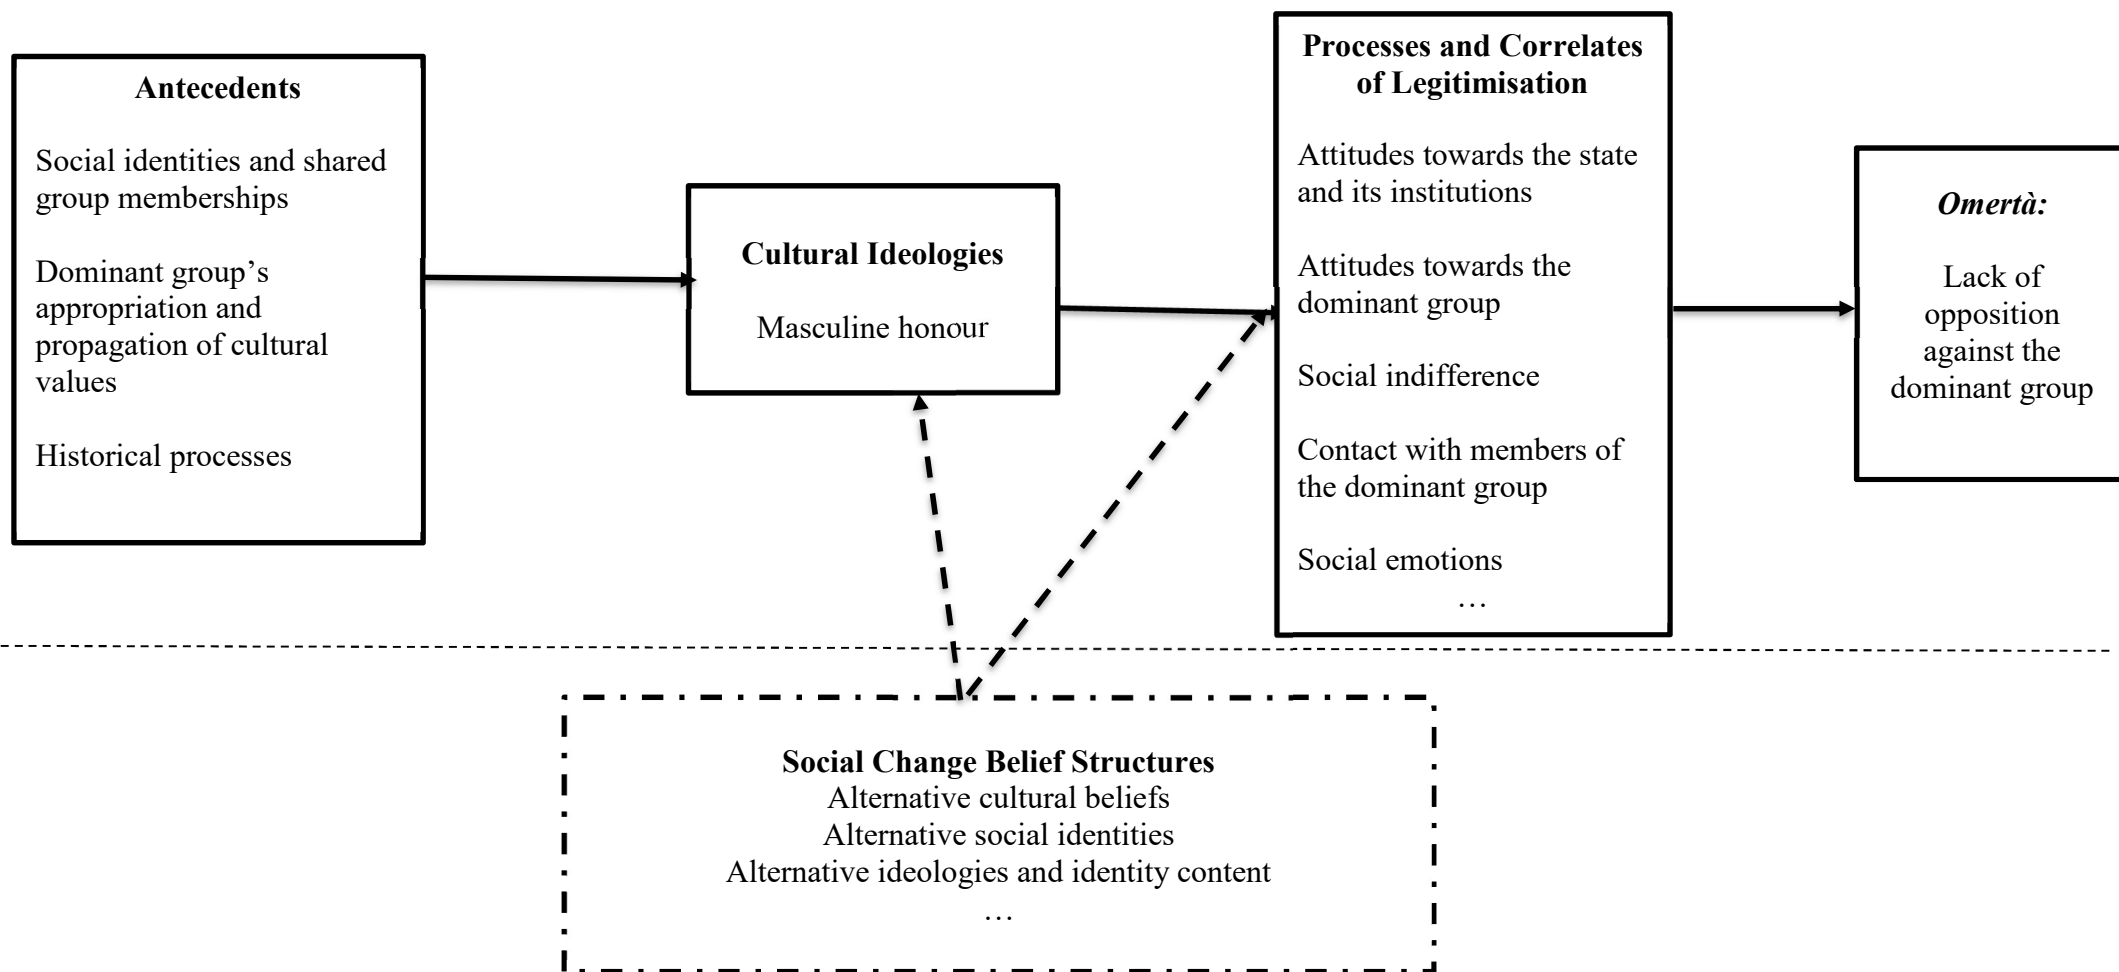 Antecedents
Social identities and shared
group memberships
Dominant group’s
appropriation and
propagation of cultural
values
Historical processes
Cultural Ideologies
Masculine honour
Processes and Correlates
of Legitimisation
Attitudes towards the state
and its institutions
Attitudes towards the
dominant group
Social indifference
Contact with members of
the dominant group
Social emotions
…
Omertà:
Lack of
opposition
against the
dominant group
Social Change Belief Structures
Alternative cultural beliefs
Alternative social identities
Alternative ideologies and identity content
…